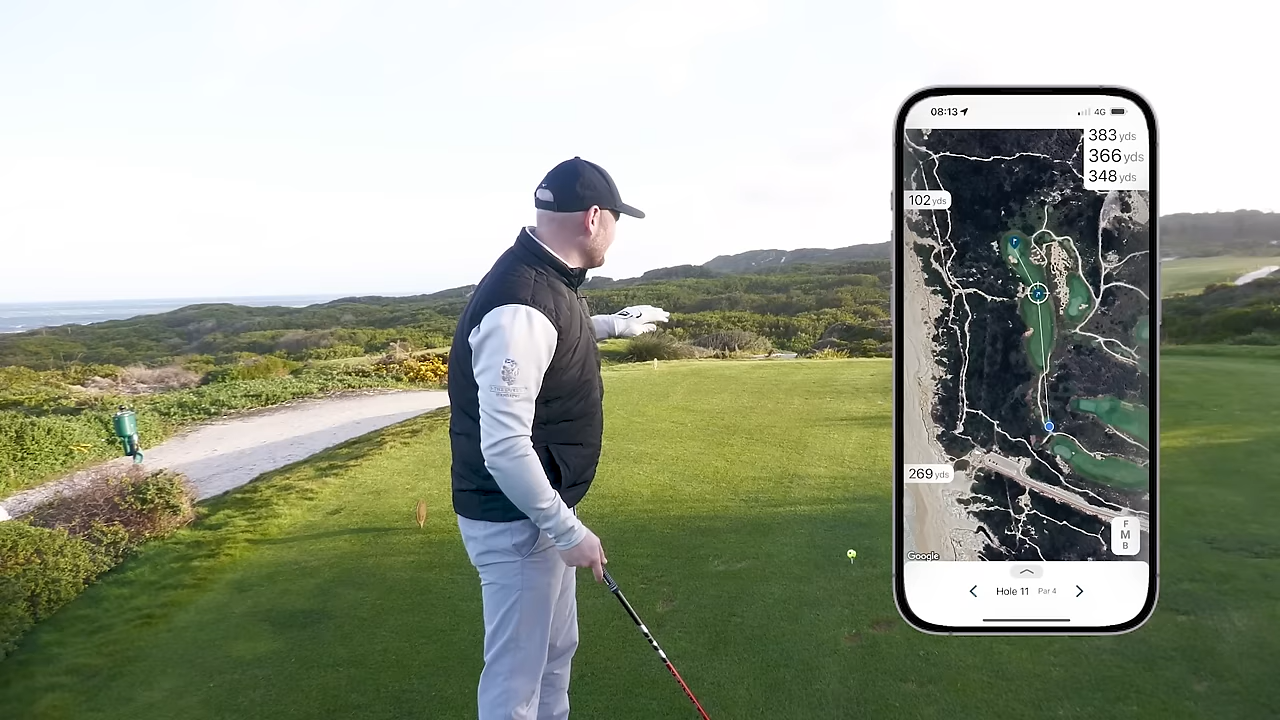 08:13
4G
383 yds
366 yds
348 yds
102 yds
269 yds
F
M
B
Google
Hole 11 Par 4